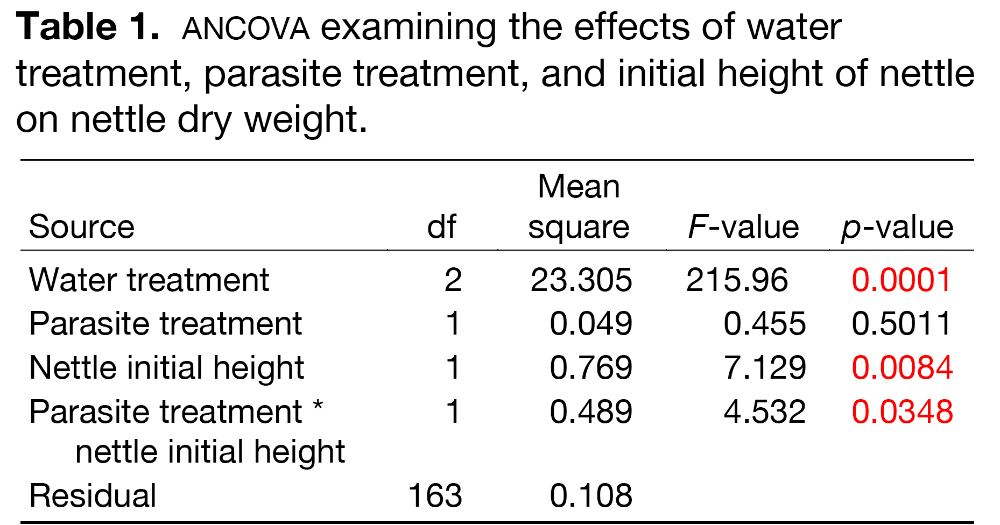 Table 1. ANCOVA examining the effects of water
treatment, parasite treatment, and initial height of nettle
on nettle dry weight.
Mean
Source df square F-value p-value
Water treatment 2 23.305 215.96 0.0001
Parasite treatment 1 0.049 0.455 0.5011
Nettle initial height 1 0.769 7.129 0.0084
Parasite treatment * 1 0.489 4.532 0.0348
nettle initial height
Residual 163 0.108